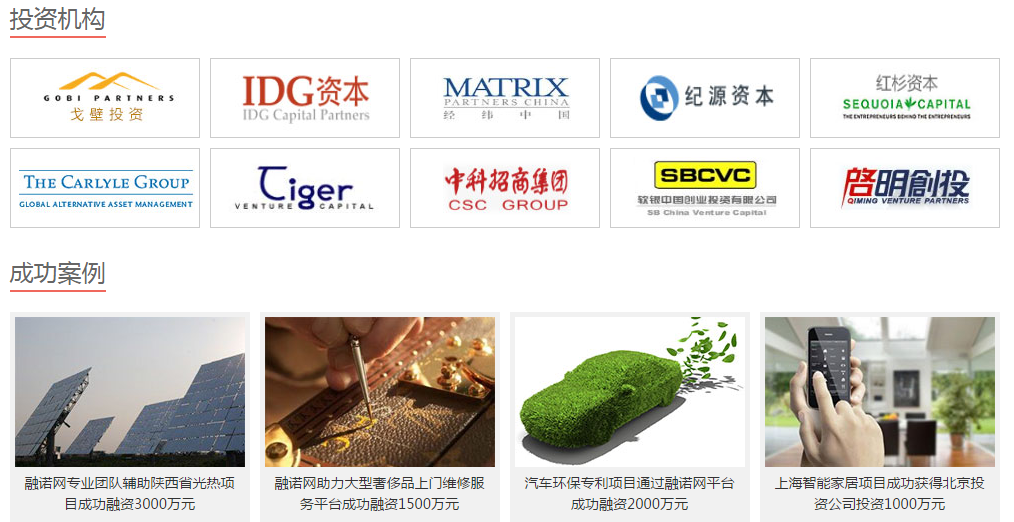 投资机构
GOBI PARTNERS
戈壁投资
IDG资本
IDG Capital Partners
MATRIX
PARTNERS CHINA
经 纬 中 国
纪源资本
红杉资本
SEQUOIA CAPITAL
THE ENTREPRENEURS BEHIND THE ENTREPRENEURS
THE CARLYLE GROUP
GLOBAL ALTERNATIVE ASSET MANAGEMENT
Tiger
VENTURE CAPITAL
中科招商集团
CSC GROUP
SBCVC
软银中国创业投资有限公司
SB China Venture Capital
啓明創投
QIMING VENTURE PARTNERS
成功案例
融诺网专业团队辅助陕西省光热项
目成功融资3000万元
融诺网助力大型奢侈品上门维修服
务平台成功融资1500万元
汽车环保专利项目通过融诺网平台
成功融资2000万元
上海智能家居项目成功获得北京投
资公司投资1000万元